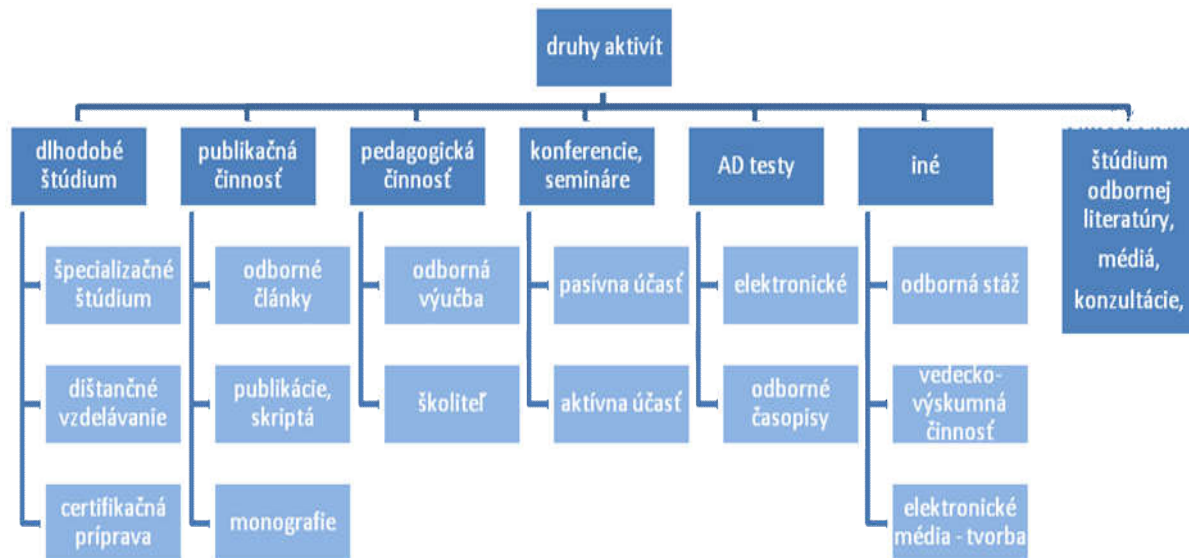 druhy aktivít
dlhodobé
štúdium
publikačná
činnosť
pedagogická
činnosť
konferencie,
semináre
AD testy
iné
štúdium
odbornej
literatúry,
médiá,
konzultácie,
špecializačné
štúdium
odborné
články
odborná
výučba
pasívna účasť
elektronické
odborná stáž
dištančné
vzdelávanie
publikácie,
skriptá
školiteľ
aktívna účasť
odborné
časopisy
vedecko-
výskumná
činnosť
certifikačná
príprava
monografie
elektronické
média - tvorba